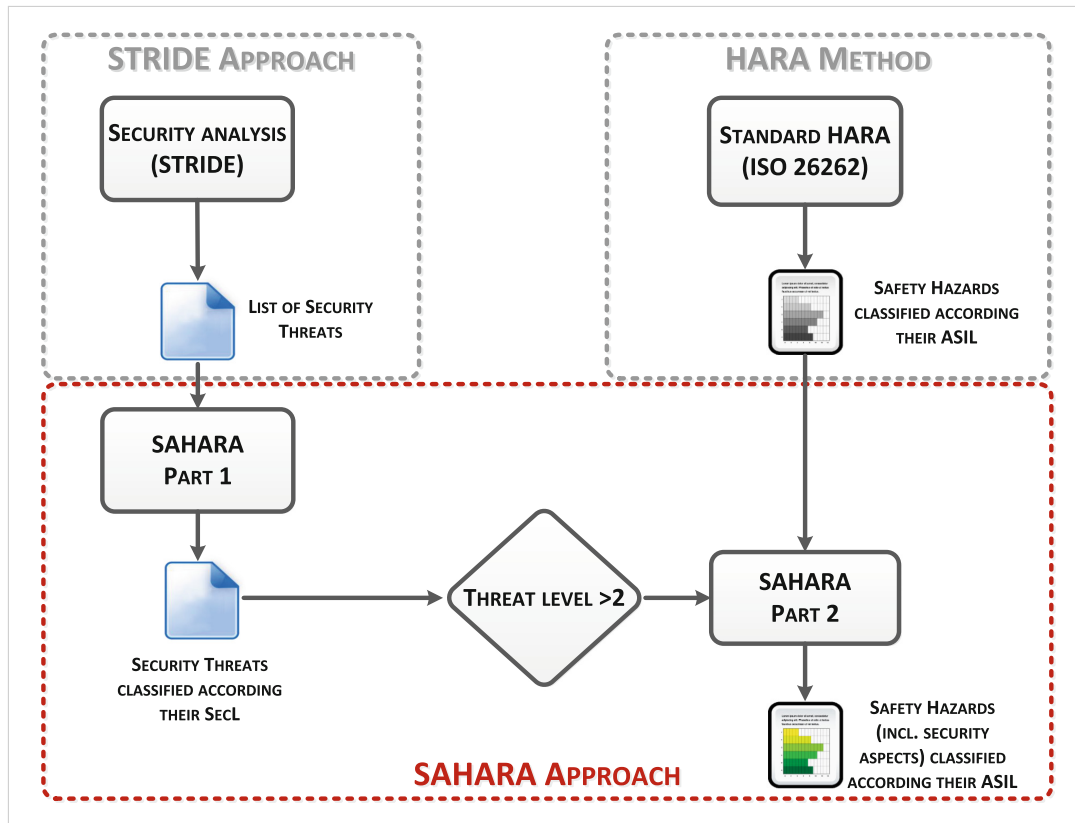 STRIDE APPROACH
SECURITY ANALYSIS
(STRIDE)
LIST OF SECURITY
THREATS
HARA METHOD
STANDARD HARA
(ISO 26262)
SAFETY HAZARDS
CLASSIFIED ACCORDING
THEIR ASIL
SAHARA
PART 1
SECURITY THREATS
CLASSIFIED ACCORDING
THEIR SECL
THREAT LEVEL >2
SAHARA
PART 2
SAFETY HAZARDS
(INCL. SECURITY
ASPECTS) CLASSIFIED
ACCORDING THEIR ASIL
SAHARA APPROACH